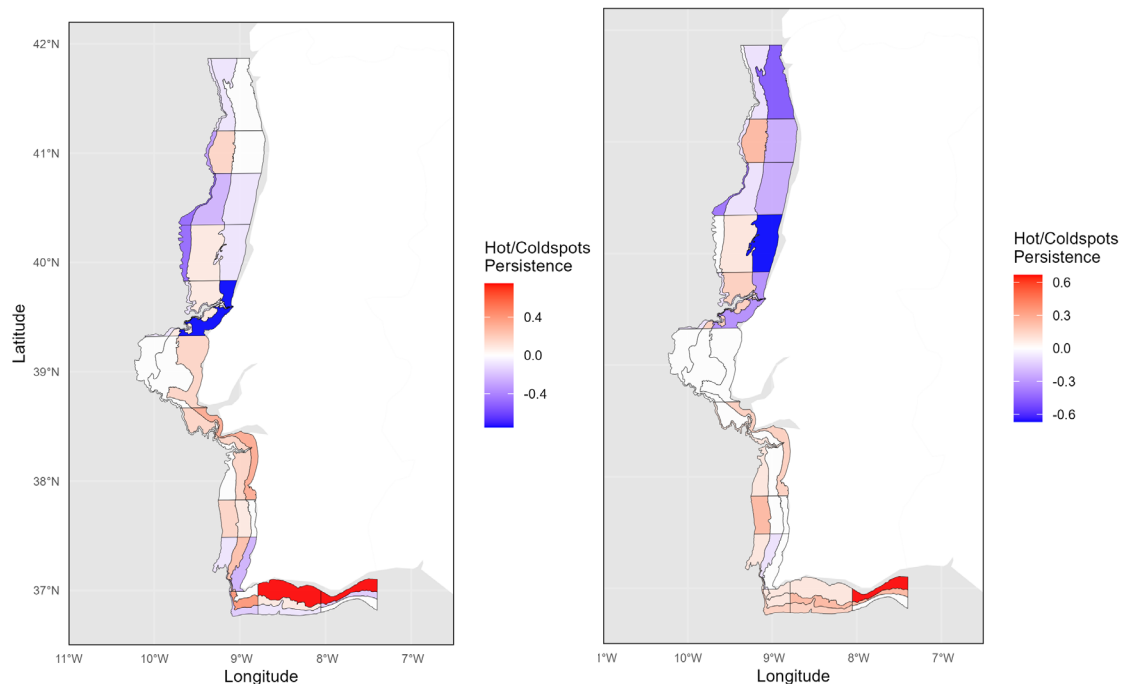 42°N
41°N
40°N
39°N
38°N
37°N
Latitude
11°W
10°W
9°W
8°W
7°W
Longitude
Hot/Coldspots
Persistence
0.4
0.0
-0.4
1°W
10°W
9°W
8°W
7°W
Longitude
Hot/Coldspots
Persistence
0.6
0.3
0.0
-0.3
-0.6